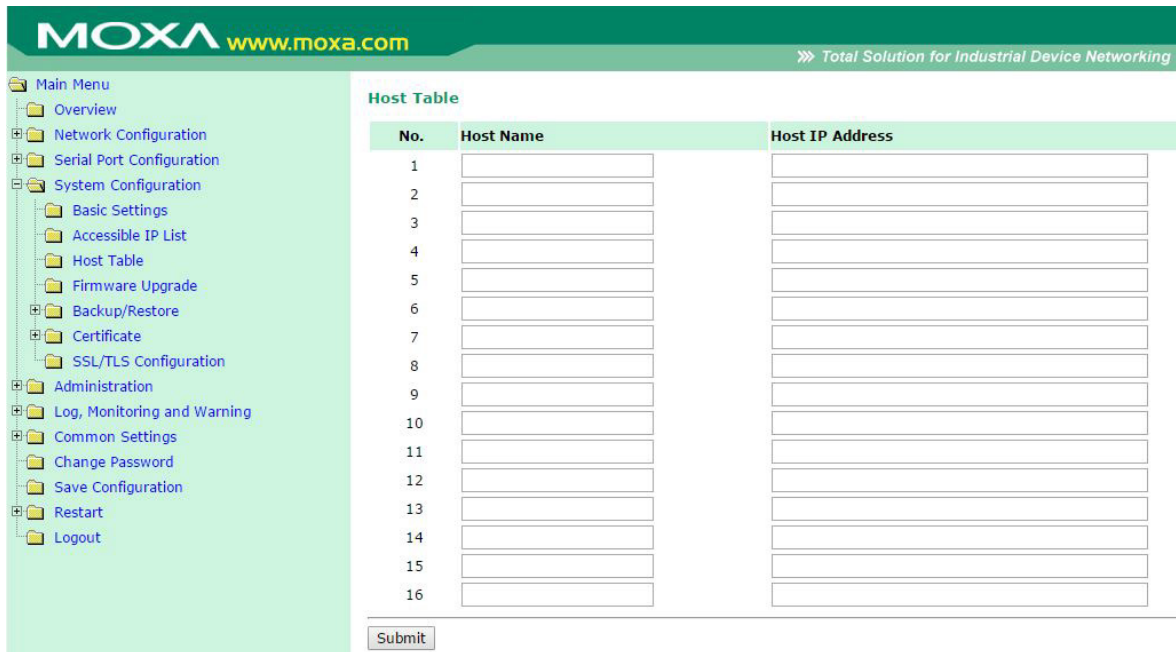 MOXA www.moxa.com
Total Solution for Industrial Device Networking
Main Menu
Overview
Network Configuration
Serial Port Configuration
System Configuration
Basic Settings
Accessible IP List
Host Table
Firmware Upgrade
Backup/Restore
Certificate
SSL/TLS Configuration
Administration
Log, Monitoring and Warning
Common Settings
Change Password
Save Configuration
Restart
Logout
Host Table
No. Host Name Host IP Address
1
2
3
4
5
6
7
8
9
10
11
12
13
14
15
16
Submit